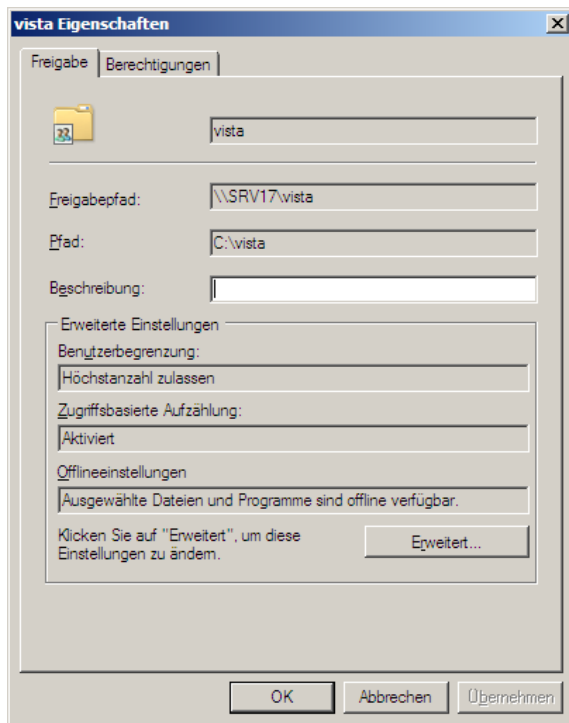 vista Eigenschaften
Freigabe
Berechtigungen
vista
Freigabepfad:
\\SRV17\vista
Pfad:
C:\vista
Beschreibung:
Erweiterte Einstellungen
Benutzerbegrenzung:
Höchstanzahl zulassen
Zugriffsbasierte Aufzählung:
Aktiviert
Offlineeinstellungen
Ausgewählte Dateien und Programme sind offline verfügbar.
Klicken Sie auf "Erweitert", um diese
Einstellungen zu ändern.
Erweitert...
OK
Abbrechen
Übernehmen